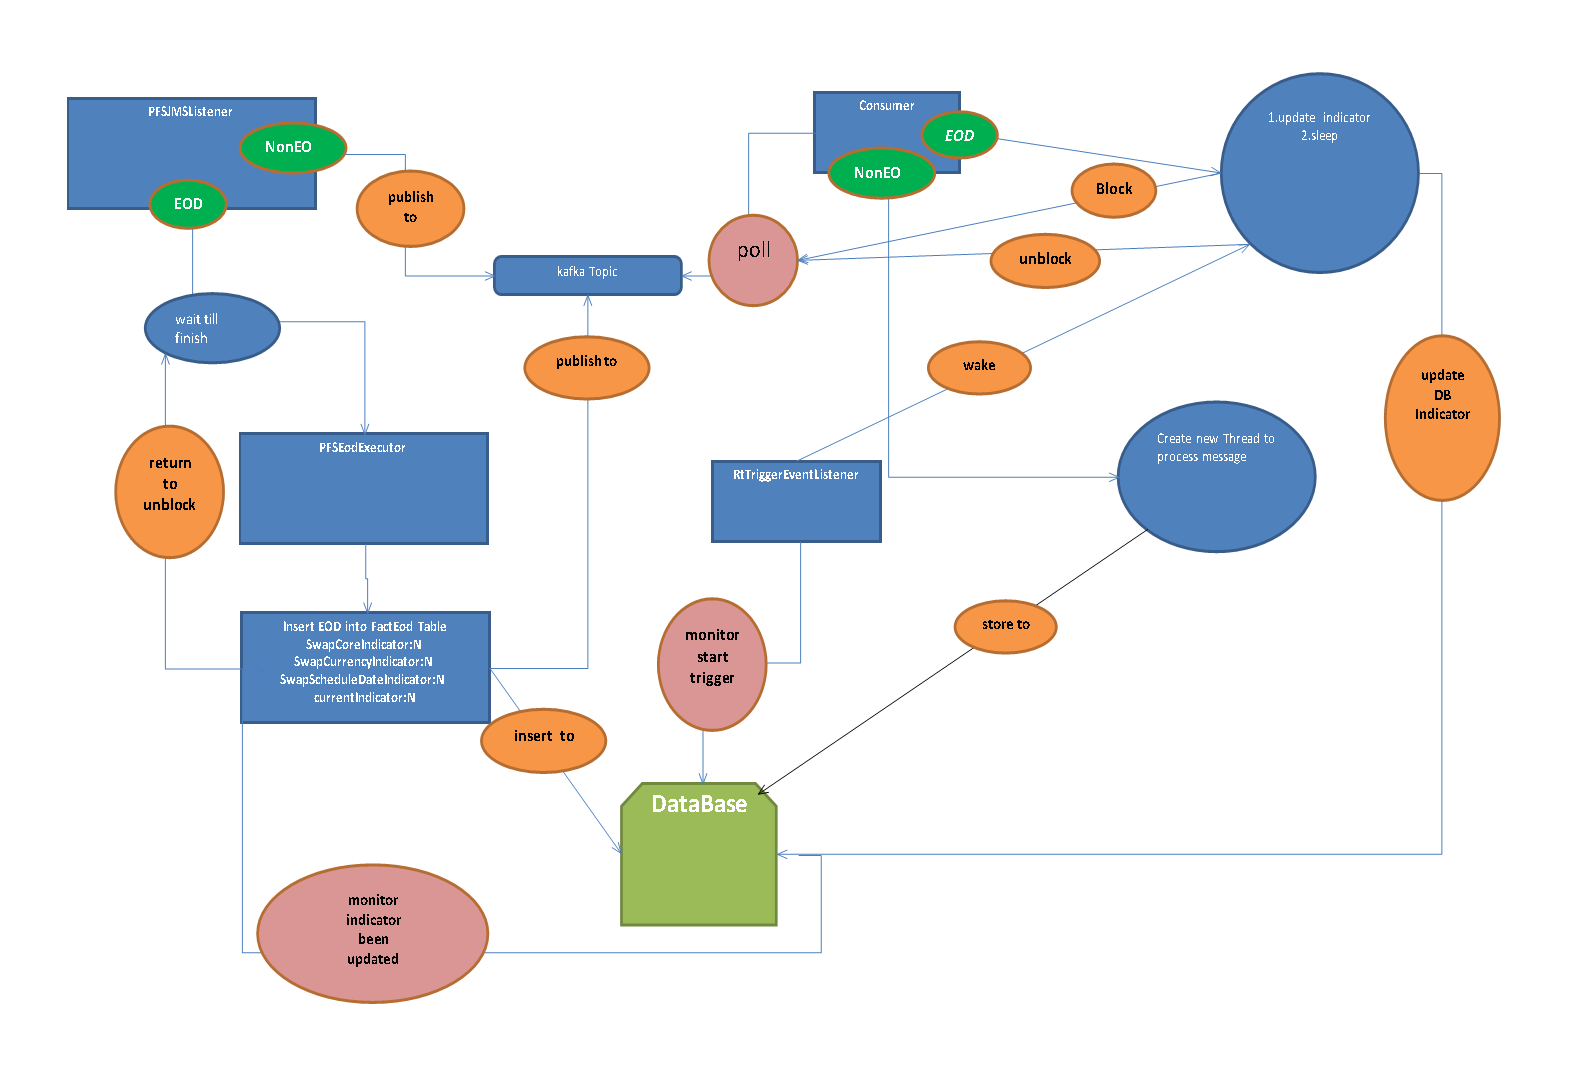 PFSJMSListener
NonEO
EOD
publish
to
Consumer
EOD
NonEO
1.update indicator
2.sleep
Block
poll
unblock
kafka Topic
wait till
finish
publish to
wake
update
DB
Indicator
return
to
unblock
PFSEodExecutor
RtTriggerEventListener
Create new Thread to
process message
Insert EOD into FactEod Table
SwapCoreIndicator:N
SwapCurrencyIndicator:N
SwapScheduleDateIndicator:N
currentIndicator:N
monitor
start
trigger
store to
insert to
DataBase
monitor
indicator
been
updated